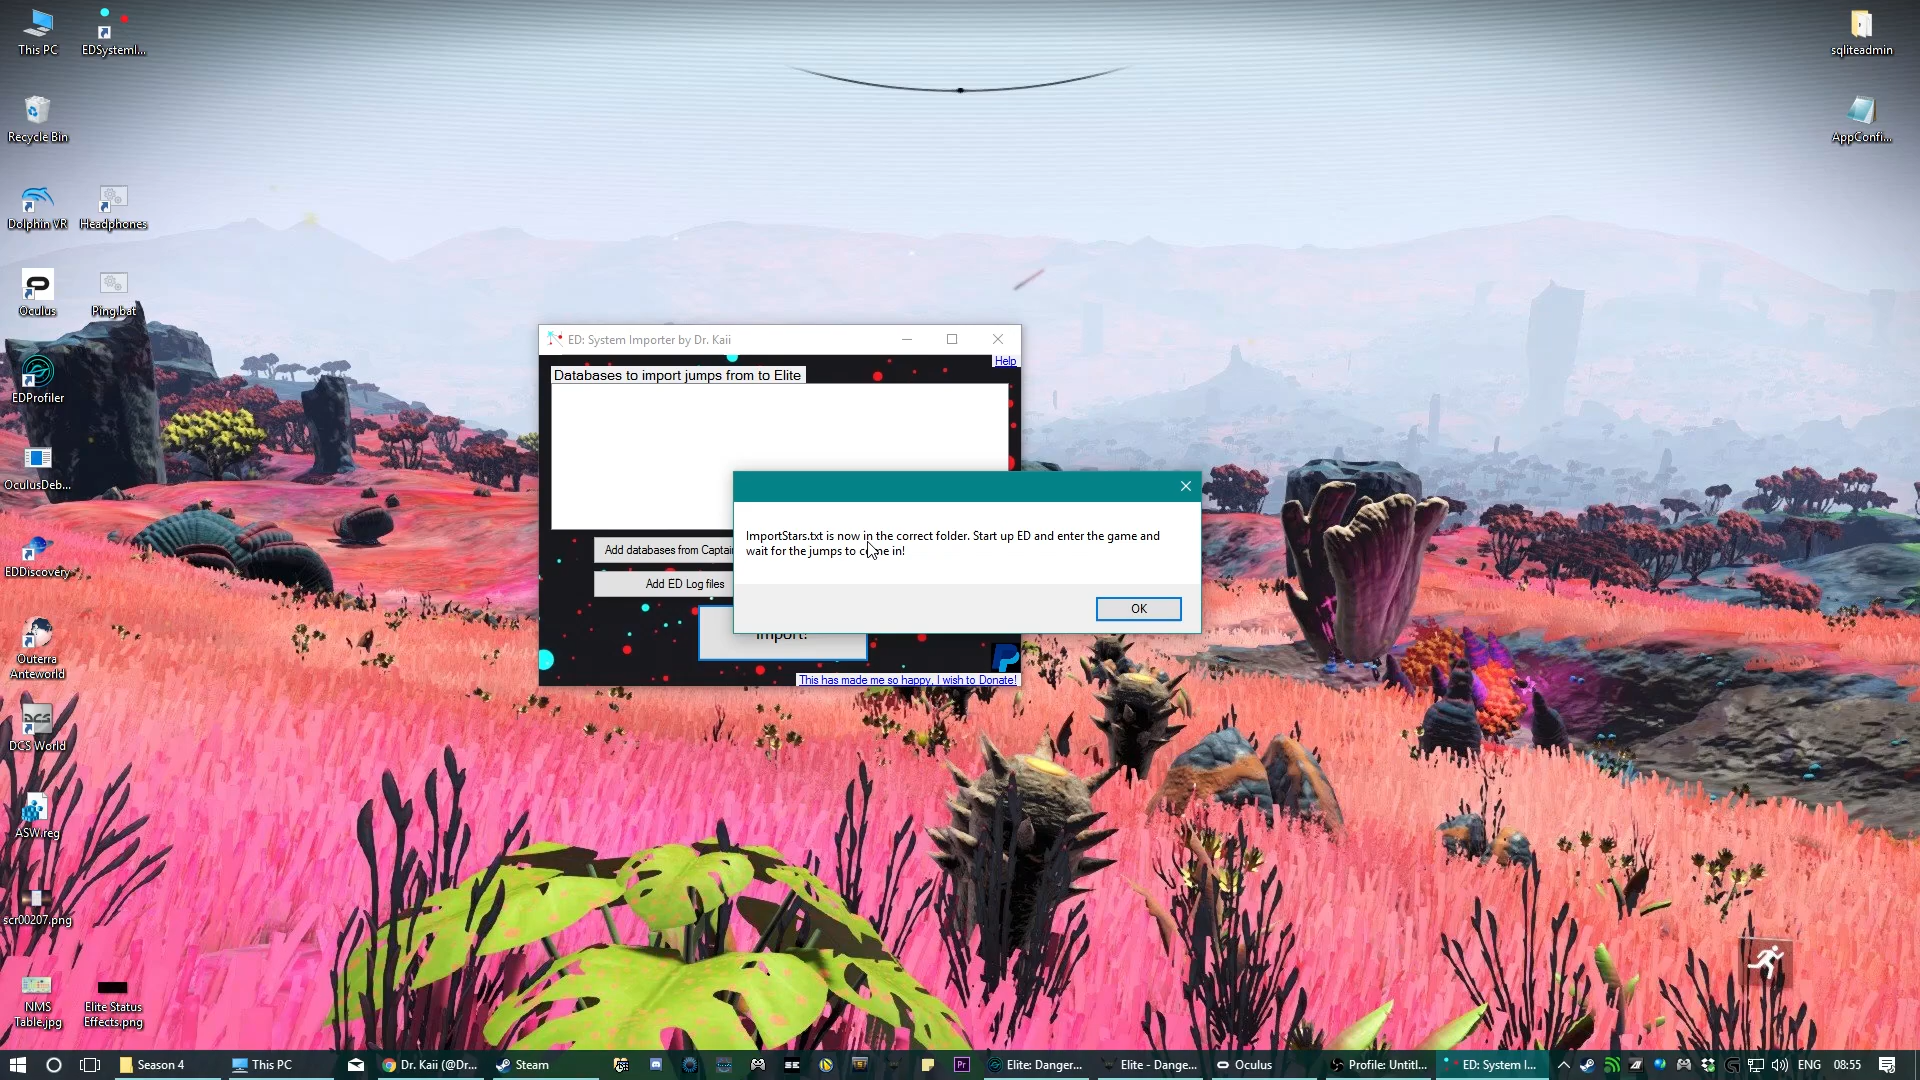 This PC
EDSystemI...
sqliteadmin
Recycle Bin
AppConfi...
Dolphin VR
Headphones
Oculus
Ping.bat
EDProfiler
OculusDeb...
EDDiscovery
Outerra
Anteworld
DCS
DCS World
ASW.reg
scr00207.png
NMS
Table.jpg
Elite Status
Effects.png
ED: System Importer by Dr. Kaii
Help
Databases to import jumps from to Elite
Add databases from Captai
Add ED Log files
Import!
This has made me so happy, I wish to Donate!
ImportStars.txt is now in the correct folder. Start up ED and enter the game and
wait for the jumps to come in!
OK
Season 4
This PC
Dr. Kaii (@Dr...
Steam
Pr
Elite: Danger...
Elite - Dange...
Oculus
Profile: Untitl...
ED: System I...
ENG
08:55